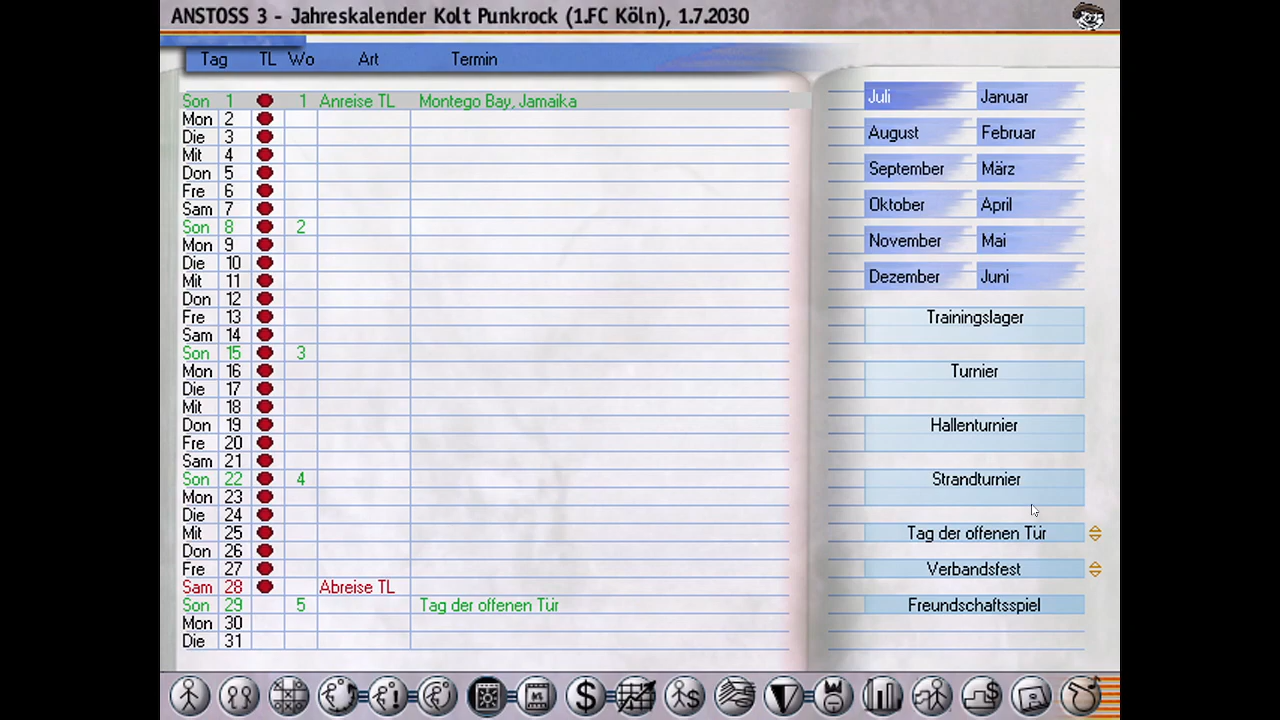 ANSTOSS 3 - Jahreskalender Kolt Punkrock (1.FC Köln), 1.7.2030
Tag TL Wo Art Termin
Son 1 1 Anreise TL Montego Bay, Jamaika
Mon 2
Die 3
Mit 4
Don 5
Fre 6
Sam 7
Son 8 2
Mon 9
Die 10
Mit 11
Don 12
Fre 13
Sam 14
Son 15 3
Mon 16
Die 17
Mit 18
Don 19
Fre 20
Sam 21
Son 22 4
Mon 23
Die 24
Mit 25
Don 26
Fre 27
Sam 28 Abreise TL
Son 29 5 Tag der offenen Tür
Mon 30
Die 31
Juli Januar
August Februar
September März
Oktober April
November Mai
Dezember Juni
Trainingslager
Turnier
Hallenturnier
Strandturnier
Tag der offenen Tür
Verbandsfest
Freundschaftsspiel